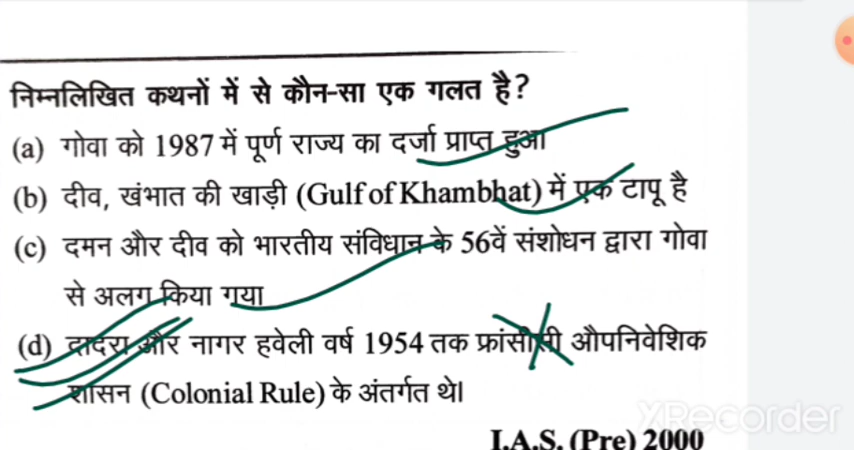 निम्नलिखित कथनों में से कौन-सा एक गलत है?
(a) गोवा को 1987 में पूर्ण राज्य का दर्जा प्राप्त हुआ
(b) दीव, खंभात की खाड़ी (Gulf of Khambhat) में एक टापू है
(c) दमन और दीव को भारतीय संविधान के 56वें संशोधन द्वारा गोवा
से अलग किया गया
(d) दादरा और नागर हवेली वर्ष 1954 तक फ्रांसीसी औपनिवेशिक
शासन (Colonial Rule) के अंतर्गत थे।
I.A.S. (Pre) 2000
XRecorder